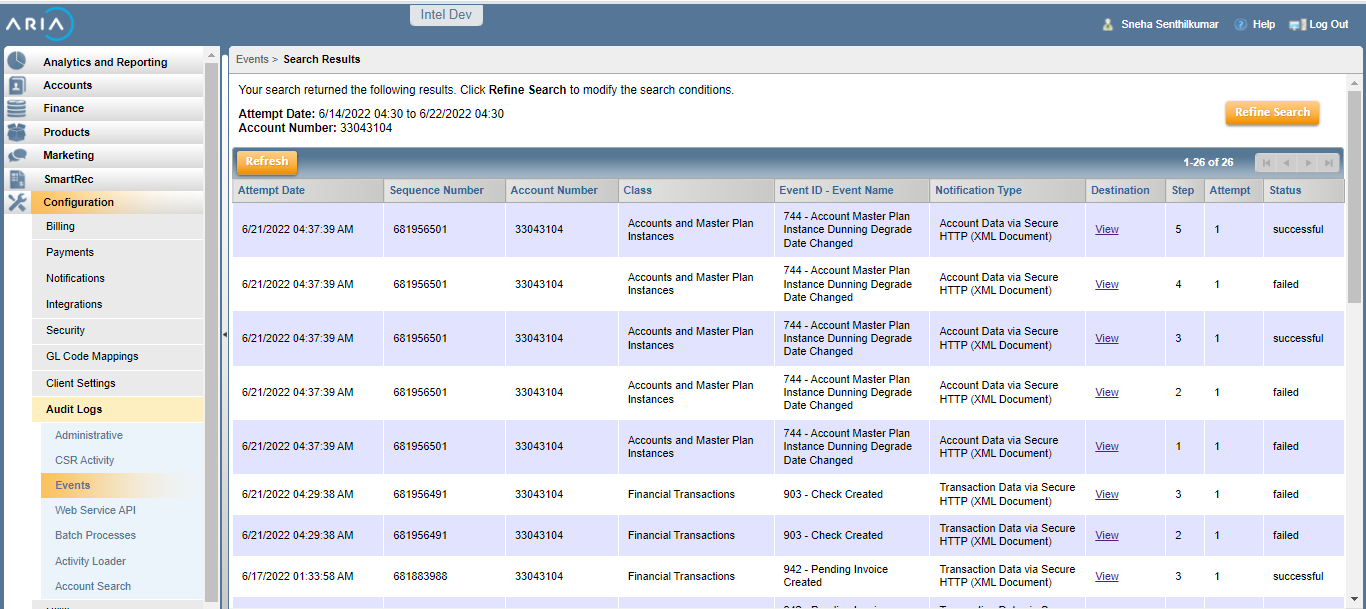 ARIA
Intel Dev
Sneha Senthilkumar Help Log Out
Analytics and Reporting
Accounts
Finance
Products
Marketing
SmartRec
Configuration
Billing
Payments
Notifications
Integrations
Security
GL Code Mappings
Client Settings
Audit Logs
Administrative
CSR Activity
Events
Web Service API
Batch Processes
Activity Loader
Account Search
Events > Search Results
Your search returned the following results. Click Refine Search to modify the search conditions.
Attempt Date: 6/14/2022 04:30 to 6/22/2022 04:30
Account Number: 33043104
Refine Search
Refresh 1-26 of 26
Attempt Date Sequence Number Account Number Class Event ID - Event Name Notification Type Destination Step Attempt Status
744 - Account Master Plan
Accounts and Master Plan Instance Dunning Degrade Account Data via Secure
6/21/2022 04:37:39 AM 681956501 33043104 Instances Date Changed HTTP (XML Document) View 5 1 successful
744 - Account Master Plan
Accounts and Master Plan Instance Dunning Degrade Account Data via Secure
6/21/2022 04:37:39 AM 681956501 33043104 Instances Date Changed HTTP (XML Document) View 4 1 failed
744 - Account Master Plan
Accounts and Master Plan Instance Dunning Degrade Account Data via Secure
6/21/2022 04:37:39 AM 681956501 33043104 Instances Date Changed HTTP (XML Document) View 3 1 successful
744 - Account Master Plan
Accounts and Master Plan Instance Dunning Degrade Account Data via Secure
6/21/2022 04:37:39 AM 681956501 33043104 Instances Date Changed HTTP (XML Document) View 2 1 failed
744 - Account Master Plan
Accounts and Master Plan Instance Dunning Degrade Account Data via Secure
6/21/2022 04:37:39 AM 681956501 33043104 Instances Date Changed HTTP (XML Document) View 1 1 failed
Transaction Data via Secure
6/21/2022 04:29:38 AM 681956491 33043104 Financial Transactions 903 - Check Created HTTP (XML Document) View 3 1 failed
Transaction Data via Secure
6/21/2022 04:29:38 AM 681956491 33043104 Financial Transactions 903 - Check Created HTTP (XML Document) View 2 1 failed
942 - Pending Invoice Transaction Data via Secure
6/17/2022 01:33:58 AM 681883988 33043104 Financial Transactions Created HTTP (XML Document) View 3 1 successful